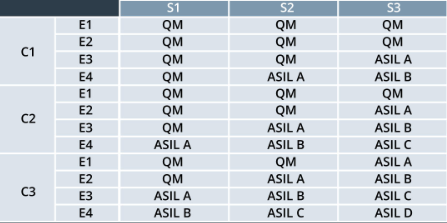 S1 S2 S3
C1 E1 QM QM QM
E2 QM QM QM
E3 QM QM ASIL A
E4 QM ASIL A ASIL B
C2 E1 QM QM QM
E2 QM QM ASIL A
E3 QM ASIL A ASIL B
E4 ASIL A ASIL B ASIL C
C3 E1 QM QM ASIL A
E2 QM ASIL A ASIL B
E3 ASIL A ASIL B ASIL C
E4 ASIL B ASIL C ASIL D